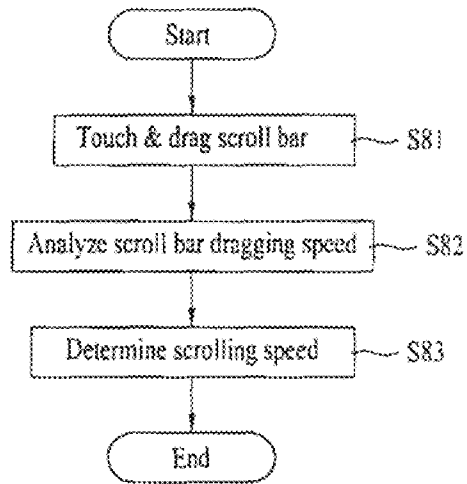 Start
Touch & drag scroll bar
S81
Analyze scroll bar dragging speed
S82
Determine scrolling speed
S83
End